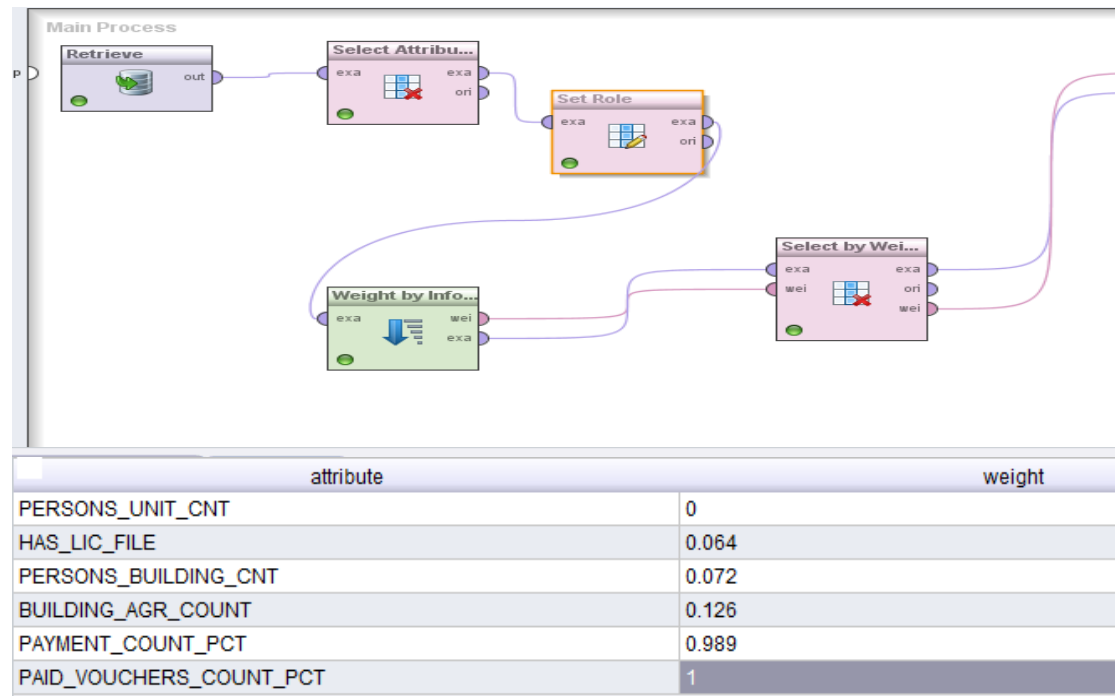 Main Process
Retrieve
Select Attribu...
p
out
exa
exa
ori
Set Role
exa
exa
ori
Select by Wei...
exa
exa
wei
ori
wei
Weight by Info...
exa
wei
exa
attribute weight
PERSONS_UNIT_CNT 0
HAS_LIC_FILE 0.064
PERSONS_BUILDING_CNT 0.072
BUILDING_AGR_COUNT 0.126
PAYMENT_COUNT_PCT 0.989
PAID_VOUCHERS_COUNT_PCT 1